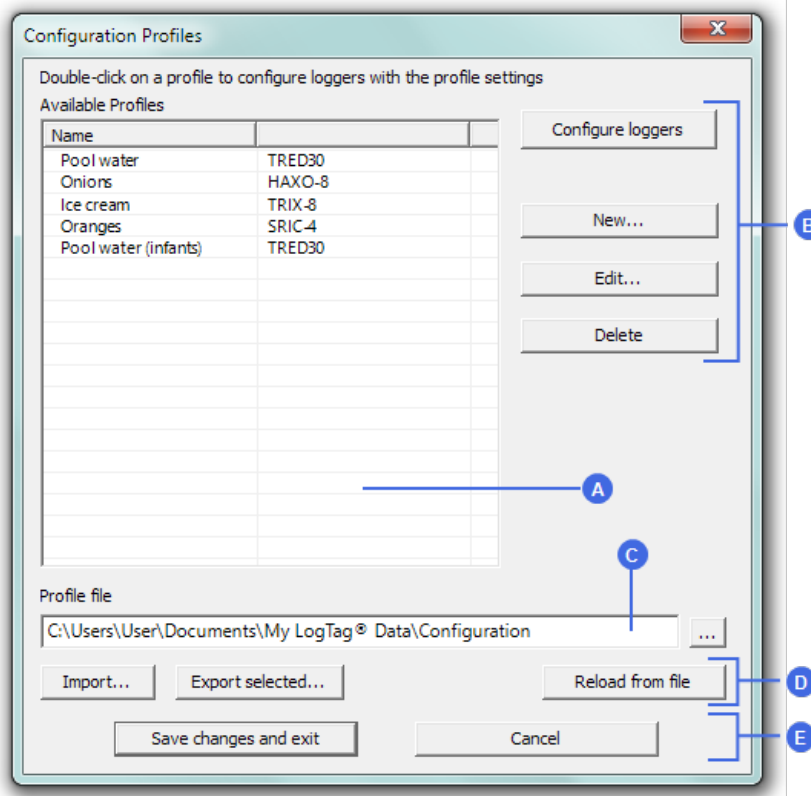 Configuration Profiles
x
Double-click on a profile to configure loggers with the profile settings
Available Profiles
Name
Pool water TRED30
Onions HAXO-8
Ice cream TRIX-8
Oranges SRIC-4
Pool water (infants) TRED30
Configure loggers
New...
Edit...
Delete
B
A
C
Profile file
C:\Users\User\Documents\My LogTag® Data\Configuration
...
Import...
Export selected...
Reload from file
D
Save changes and exit
Cancel
E